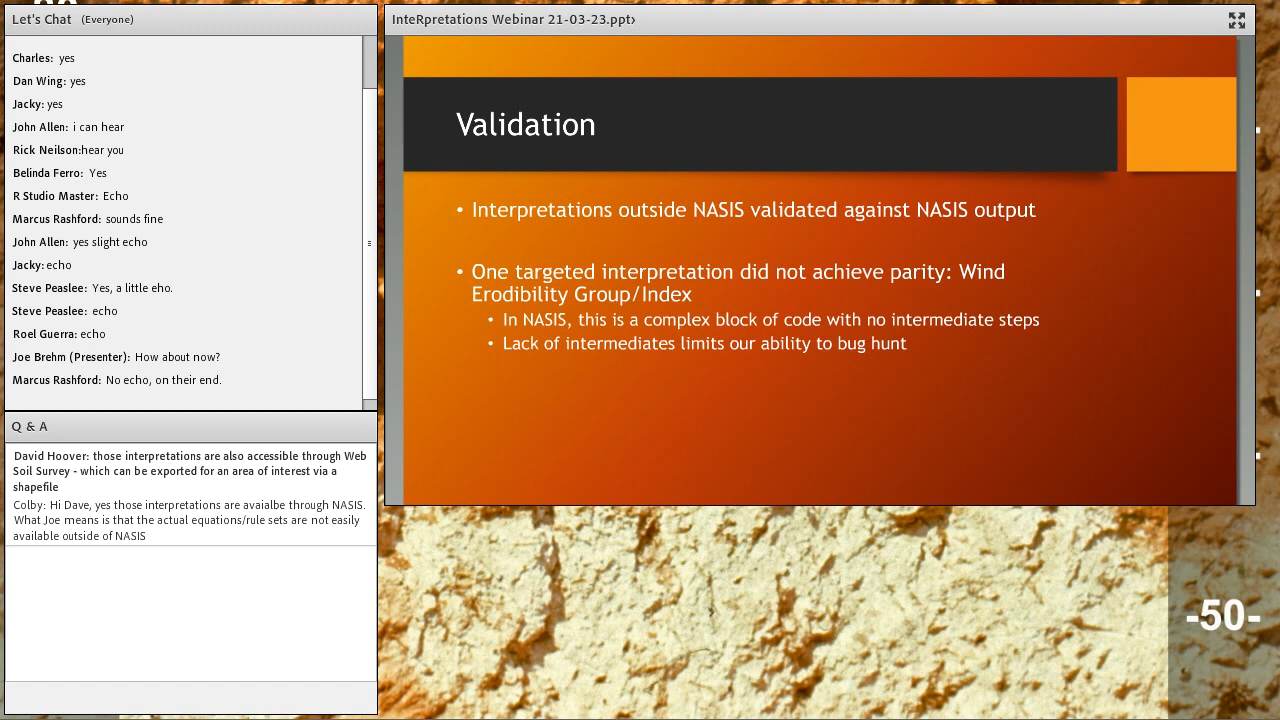 Let's Chat (Everyone)
Charles: yes
Dan Wing: yes
Jacky: yes
John Allen: i can hear
Rick Neilson:hear you
Belinda Ferro: Yes
R Studio Master: Echo
Marcus Rashford: sounds fine
John Allen: yes slight echo
Jacky: echo
Steve Peaslee: Yes, a little eho.
Steve Peaslee: echo
Roel Guerra: echo
Joe Brehm (Presenter): How about now?
Marcus Rashford: No echo, on their end.
Q & A
David Hoover: those interpretations are also accessible through Web
Soil Survey - which can be exported for an area of interest via a
shapefile
Colby: Hi Dave, yes those interpretations are avaialbe through NASIS.
What Joe means is that the actual equations/rule sets are not easily
available outside of NASIS
InteRpretations Webinar 21-03-23.ppt›
Validation
• Interpretations outside NASIS validated against NASIS output
• One targeted interpretation did not achieve parity: Wind
Erodibility Group/Index
• In NASIS, this is a complex block of code with no intermediate steps
• Lack of intermediates limits our ability to bug hunt
-50-